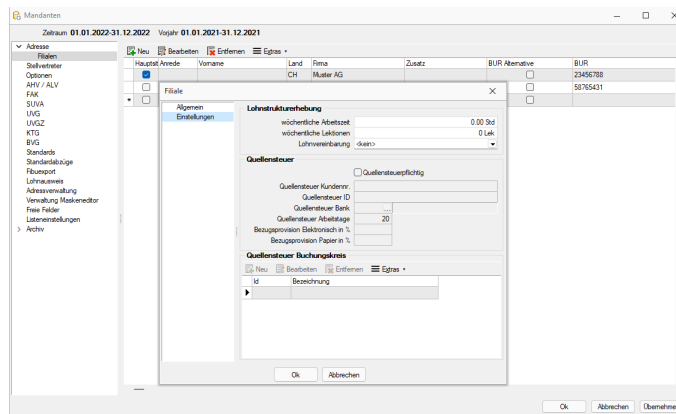 Mandanten
Zeitraum 01.01.2022-31.12.2022 Vorjahr 01.01.2021-31.12.2021
Adresse
Filialen
Stellvertreter
Optionen
AHV / ALV
FAK
SUVA
UVG
UVGZ
KTG
BVG
Standards
Standardabzüge
Fibuexport
Lohnausweis
Adressverwaltung
Verwaltung Maskeneditor
Freie Felder
Listeneinstellungen
Archiv
Neu Bearbeiten Entfernen Extras
Hauptsit Anrede Vorname Land Firma Zusatz BUR Alternative BUR
CH Muster AG 23456788
58765431
Filiale
Allgemein
Einstellungen
Lohnstrukturerhebung
wöchentliche Arbeitszeit 0.00 Std
wöchentliche Lektionen 0 Lek
Lohnvereinbarung <kein>
Quellensteuer
Quellensteuerpflichtig
Quellensteuer Kundennr.
Quellensteuer ID
Quellensteuer Bank ...
Quellensteuer Arbeitstage 20
Bezugsprovision Elektronisch in %
Bezugsprovision Papier in %
Quellensteuer Buchungskreis
Neu Bearbeiten Entfernen Extras
Id Bezeichnung
Ok Abbrechen
Ok Abbrechen Übernehme